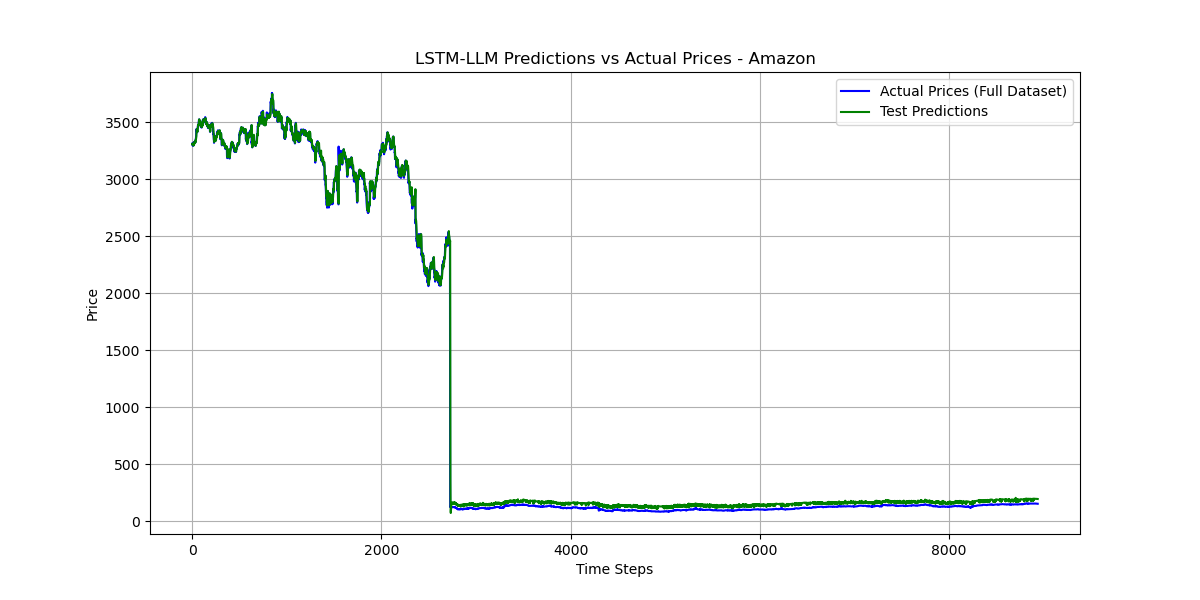 LSTM-LLM Predictions vs Actual Prices - Amazon
Actual Prices (Full Dataset)
Test Predictions
Price
3500
3000
2500
2000
1500
1000
500
0
0 2000 4000 6000 8000
Time Steps